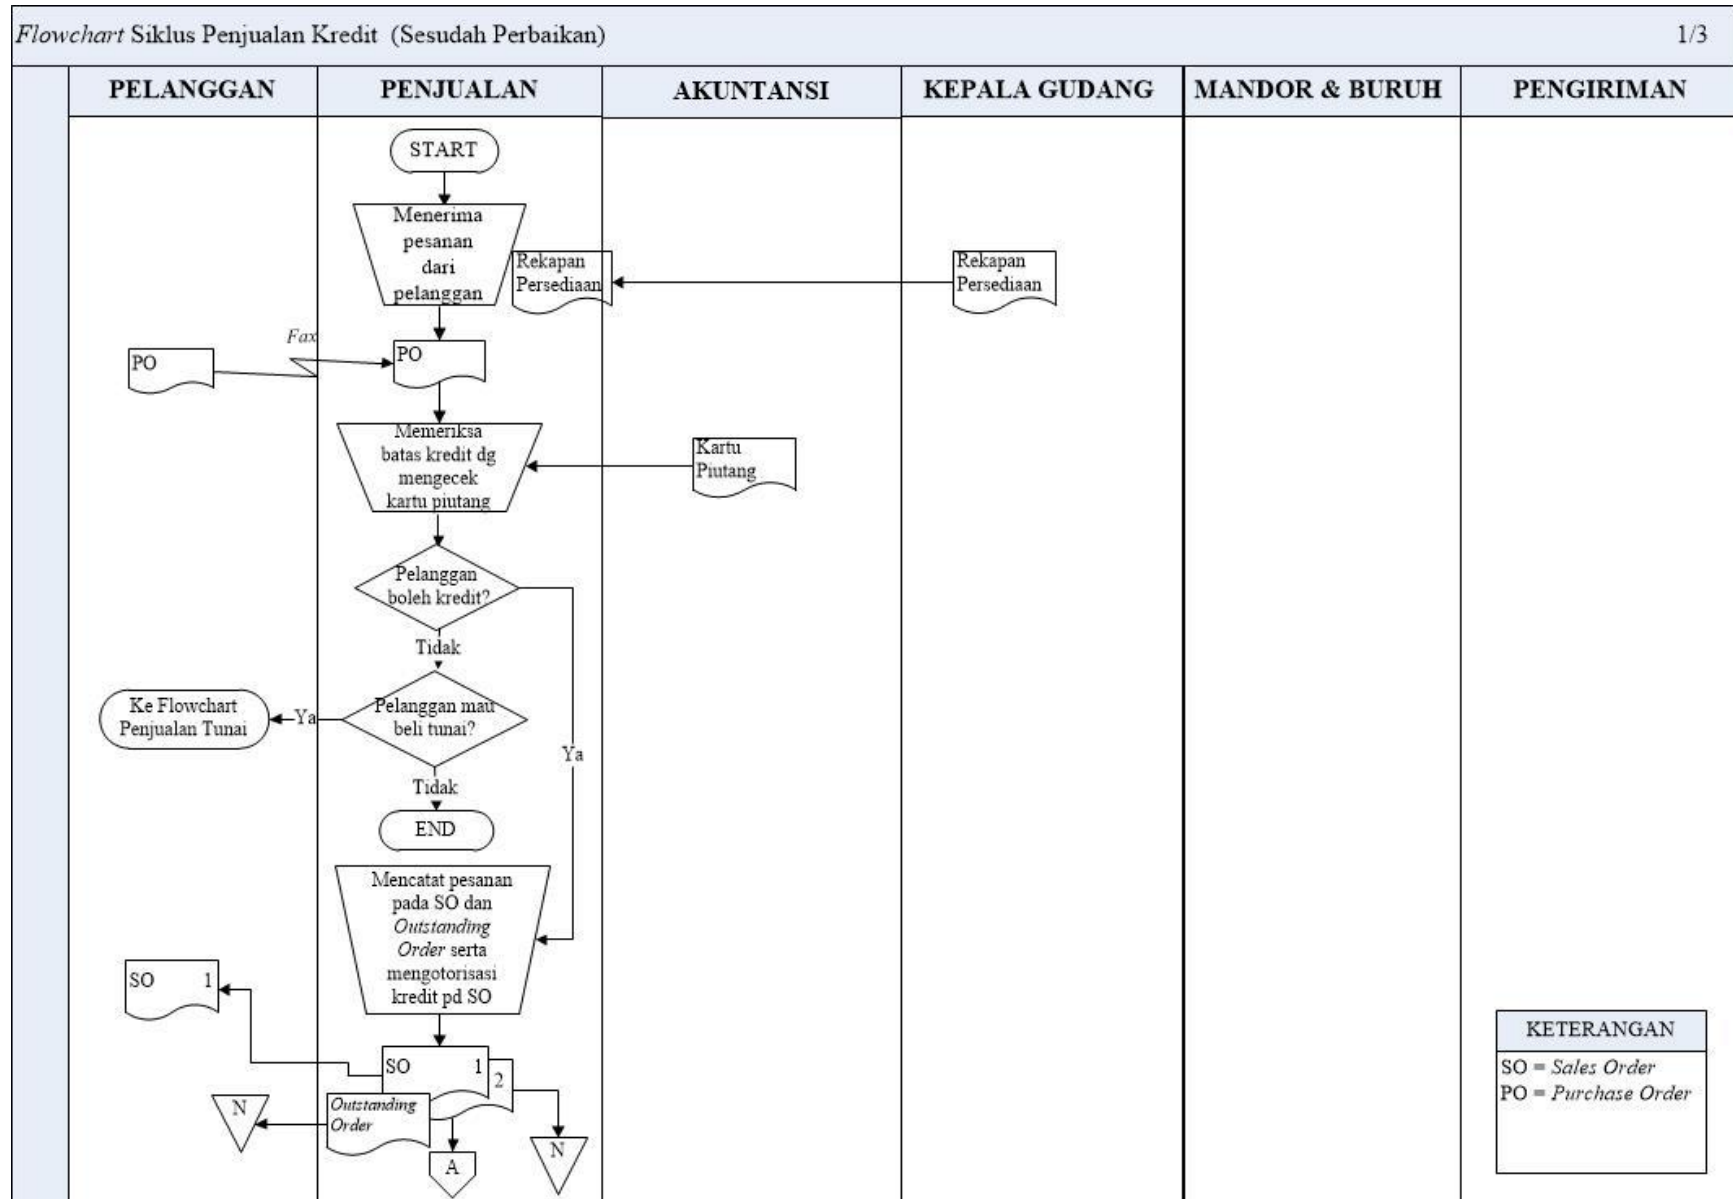 Flowchart Siklus Penjualan Kredit (Sesudah Perbaikan)
1/3
PELANGGAN
PENJUALAN
AKUNTANSI
KEPALA GUDANG
MANDOR & BURUH
PENGIRIMAN
START
Menerima
pesanan
dari
pelanggan
Rekapan
Persediaan
Rekapan
Persediaan
Fax
PO
PO
Memeriksa
batas kredit dg
mengecek
kartu piutang
Kartu
Piutang
Pelanggan
boleh kredit?
Tidak
Ke Flowchart
Penjualan Tunai
Ya
Pelanggan mau
beli tunai?
Ya
Tidak
END
Mencatat pesanan
pada SO dan
Outstanding
Order serta
mengotorisasi
kredit pd SO
SO 1
SO 1
2
N
Outstanding
Order
A
N
KETERANGAN
SO = Sales Order
PO = Purchase Order